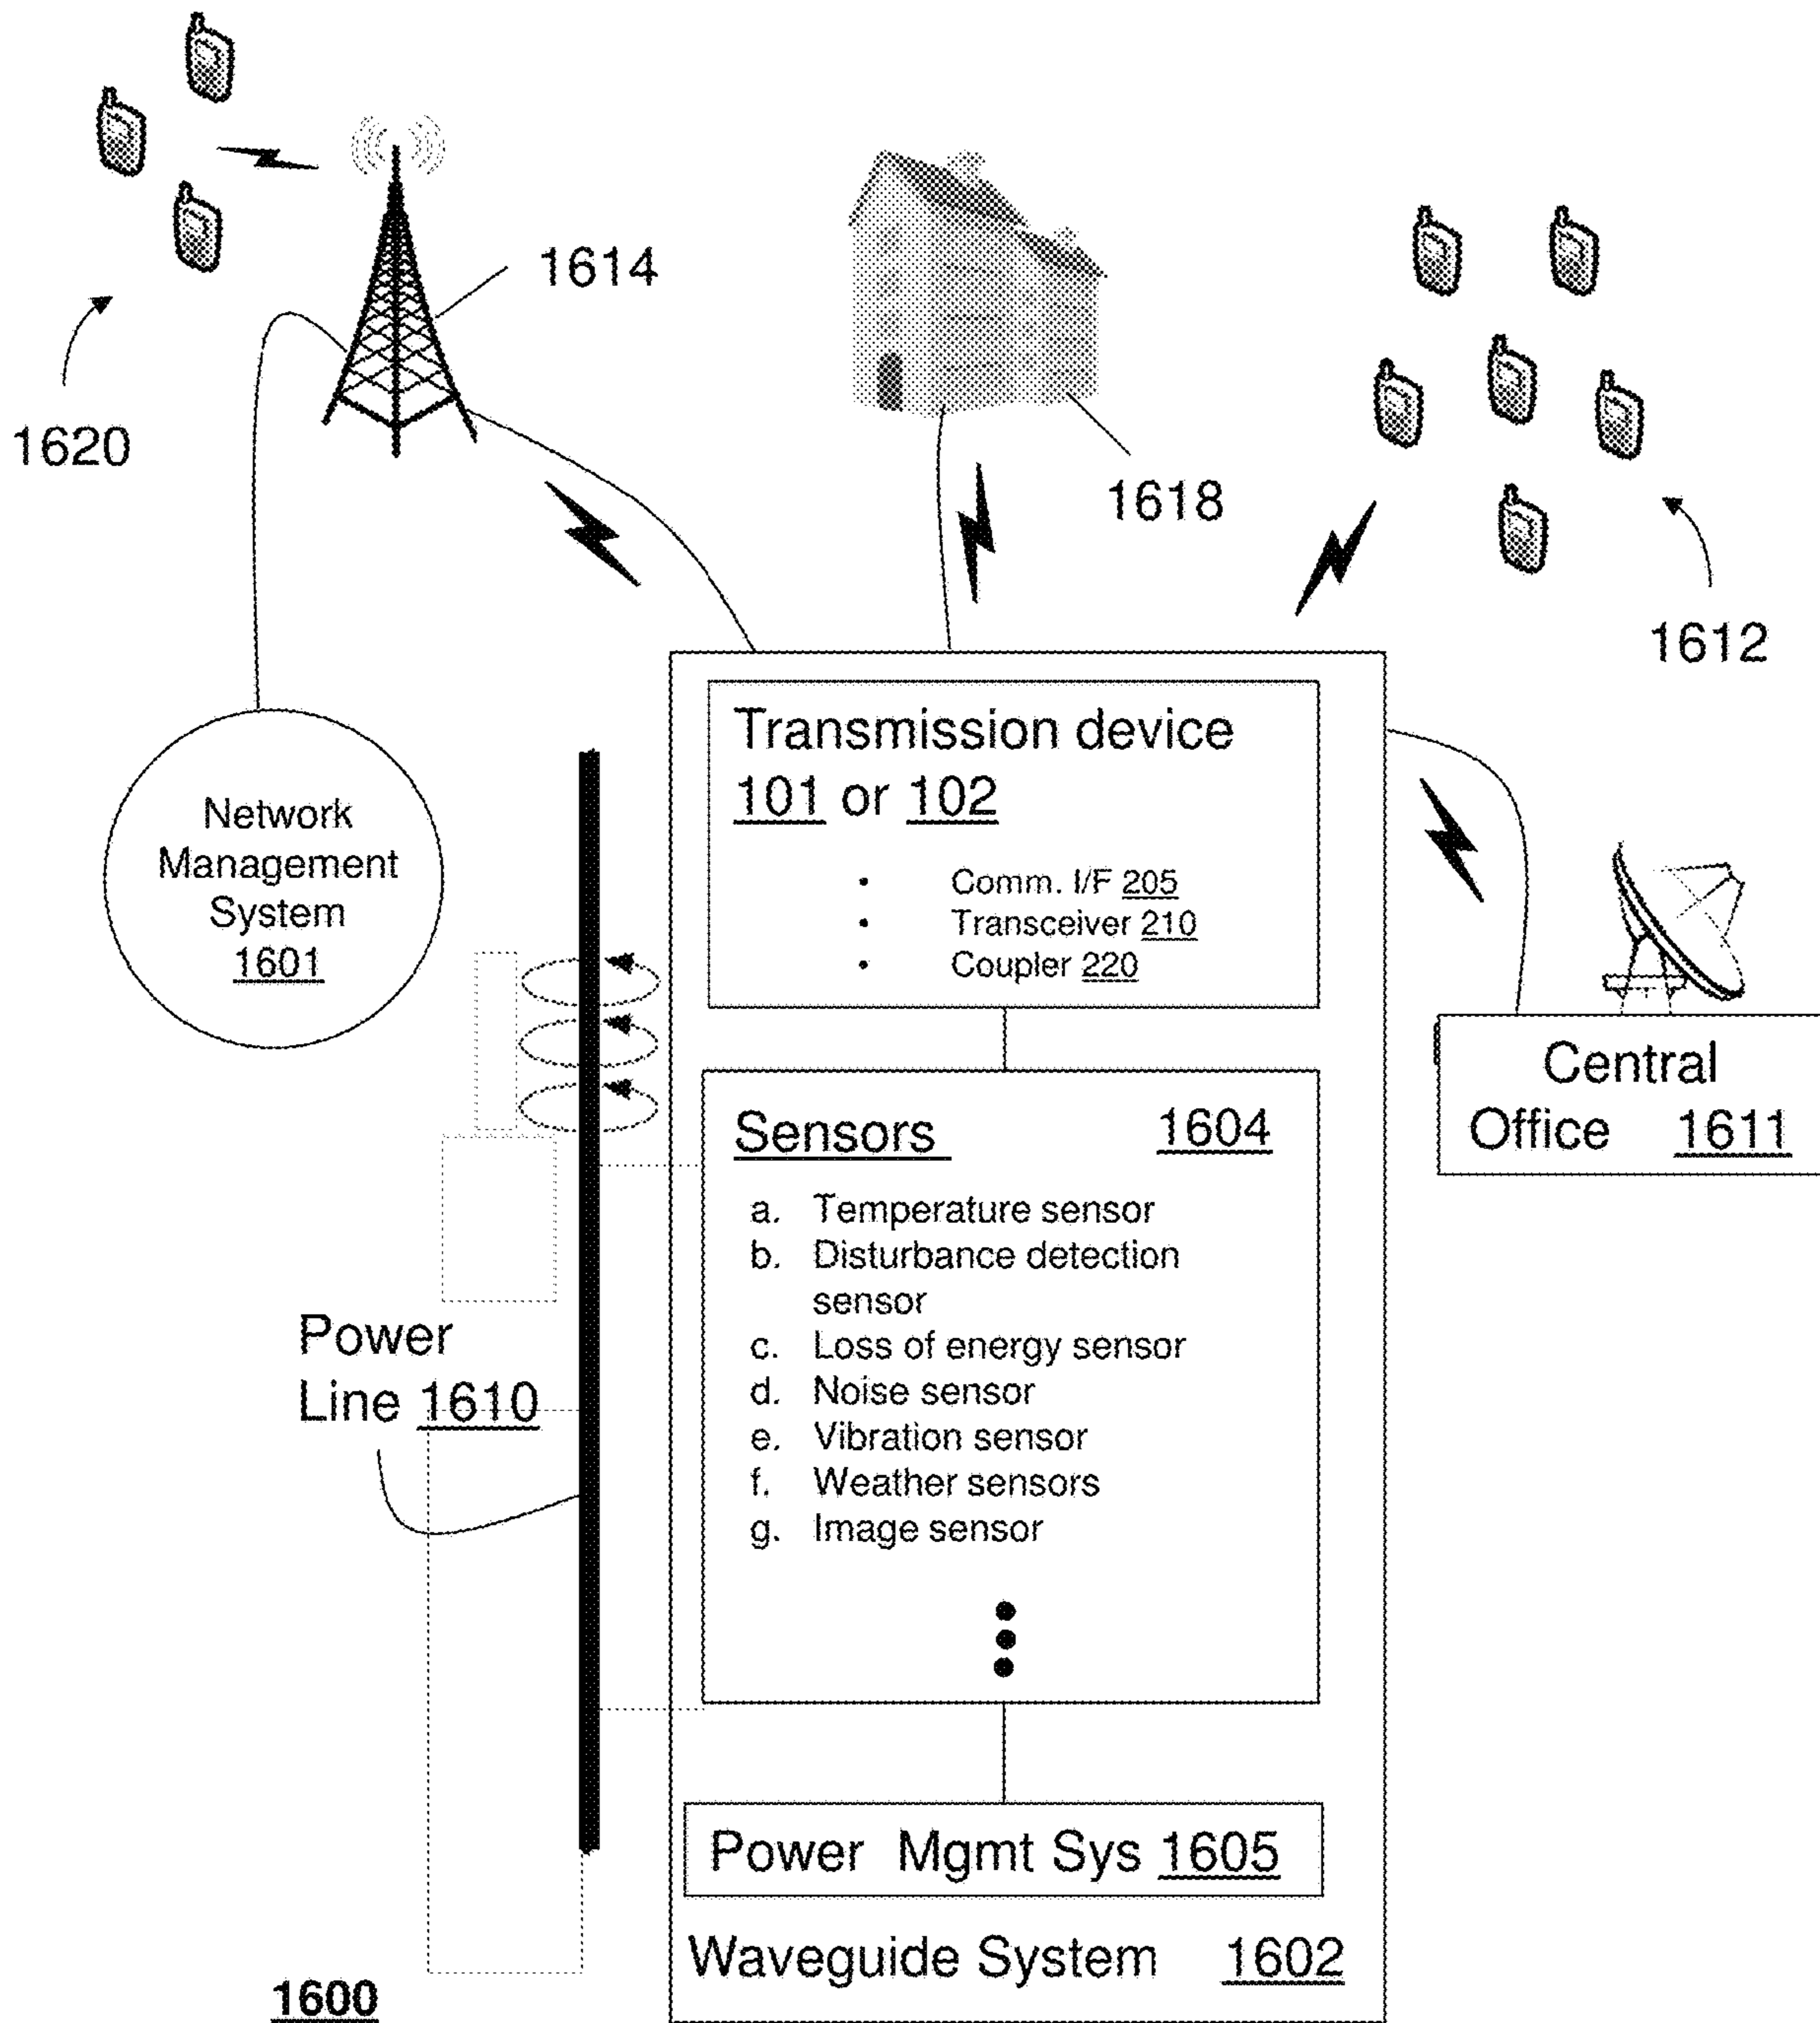 1614
1620
1618
1612
Network
Management
System
1601
Transmission device
101 or 102
• Comm. I/F 205
• Transceiver 210
• Coupler 220
Central
Office 1611
Sensors 1604
a. Temperature sensor
b. Disturbance detection
sensor
c. Loss of energy sensor
d. Noise sensor
e. Vibration sensor
f. Weather sensors
g. Image sensor
Power
Line 1610
Power Mgmt Sys 1605
Waveguide System 1602
1600